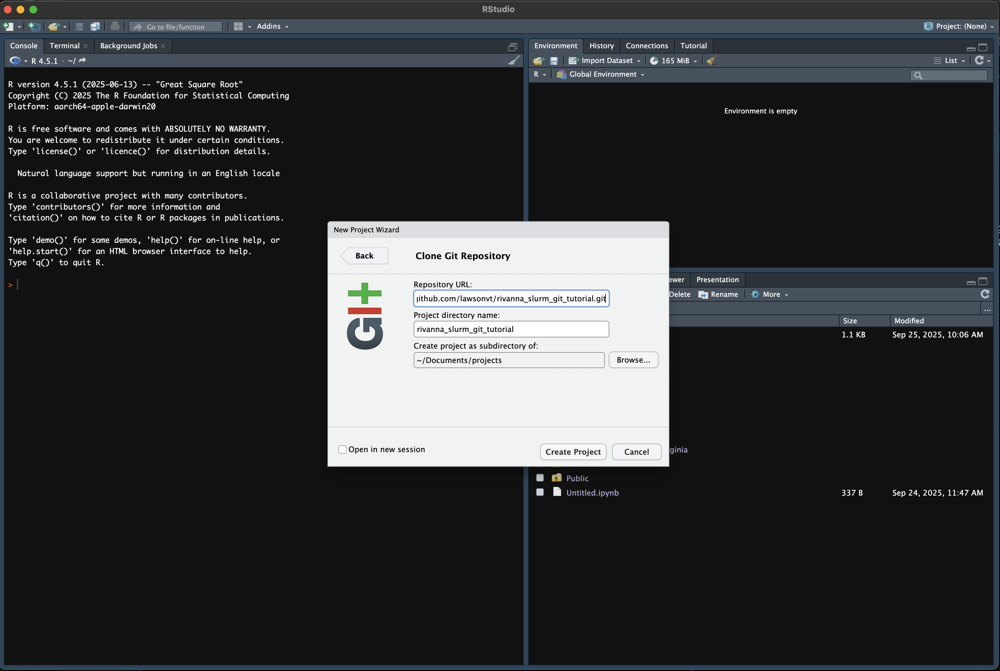 RStudio
Go to file/function
Addins
Project: (None)
Console
Terminal
Background Jobs
R 4.5.1 · ~/
R version 4.5.1 (2025-06-13) -- "Great Square Root"
Copyright (C) 2025 The R Foundation for Statistical Computing
Platform: aarch64-apple-darwin20
R is free software and comes with ABSOLUTELY NO WARRANTY.
You are welcome to redistribute it under certain conditions.
Type 'license()' or 'licence()' for distribution details.
Natural language support but running in an English locale
R is a collaborative project with many contributors.
Type 'contributors()' for more information and
'citation()' on how to cite R or R packages in publications.
Type 'demo()' for some demos, 'help()' for on-line help, or
'help.start()' for an HTML browser interface to help.
Type 'q()' to quit R.
>
Environment
History
Connections
Tutorial
Import Dataset
165 MiB
List
R
Global Environment
Environment is empty
New Project Wizard
Back
Clone Git Repository
git
Repository URL:
github.com/lawsonvt/rivanna_slurm_git_tutorial.git
Project directory name:
rivanna_slurm_git_tutorial
Create project as subdirectory of:
~/Documents/projects
Browse...
Open in new session
Create Project
Cancel
ewer
Presentation
Delete
Rename
More
...
Size
Modified
1.1 KB
Sep 25, 2025, 10:06 AM
ginia
Public
Untitled.ipynb
337 B
Sep 24, 2025, 11:47 AM